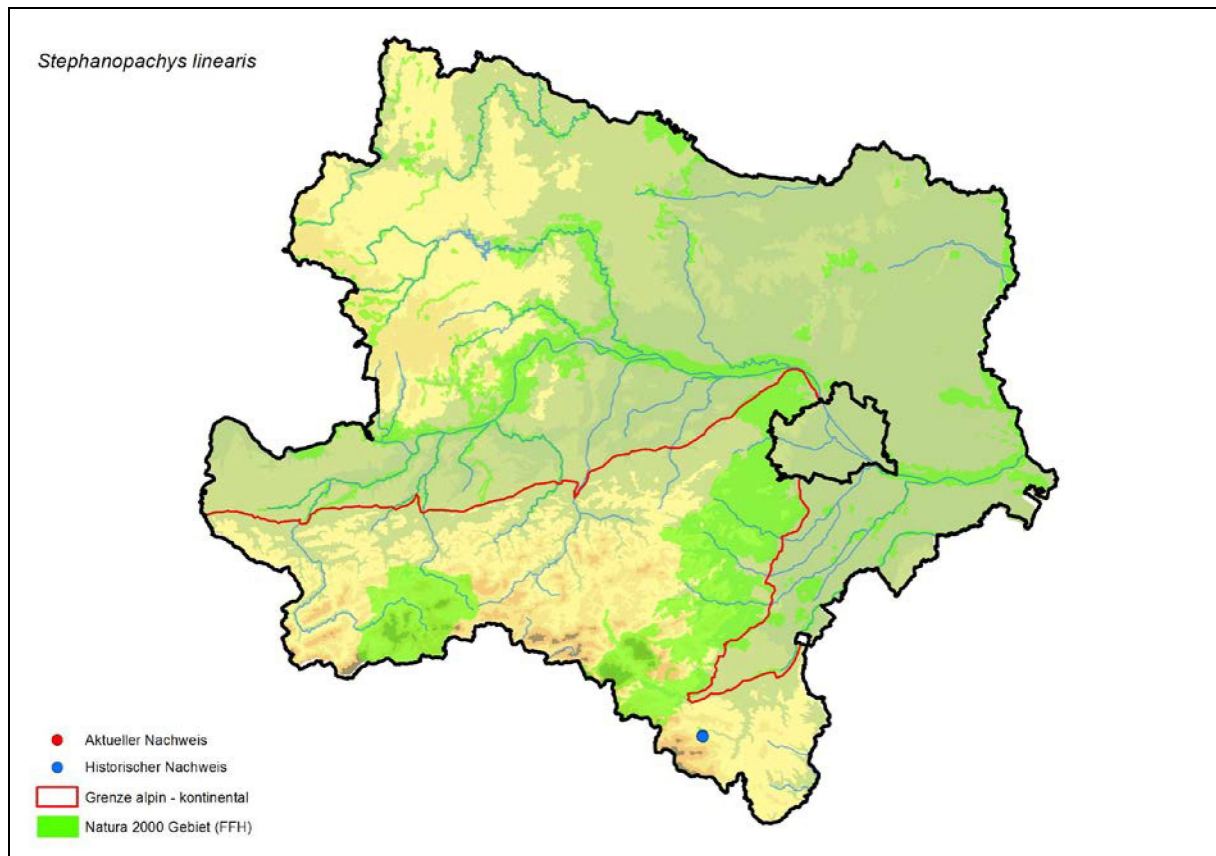 Stephanopachys linearis
Aktueller Nachweis
Historischer Nachweis
Grenze alpin - kontinental
Natura 2000 Gebiet (FFH)